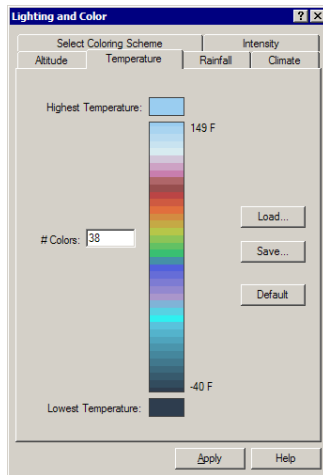 Lighting and Color
Select Coloring Scheme Intensity
Altitude Temperature Rainfall Climate
Highest Temperature:
149 F
# Colors: 38
Load...
Save...
Default
-40 F
Lowest Temperature:
Apply Help